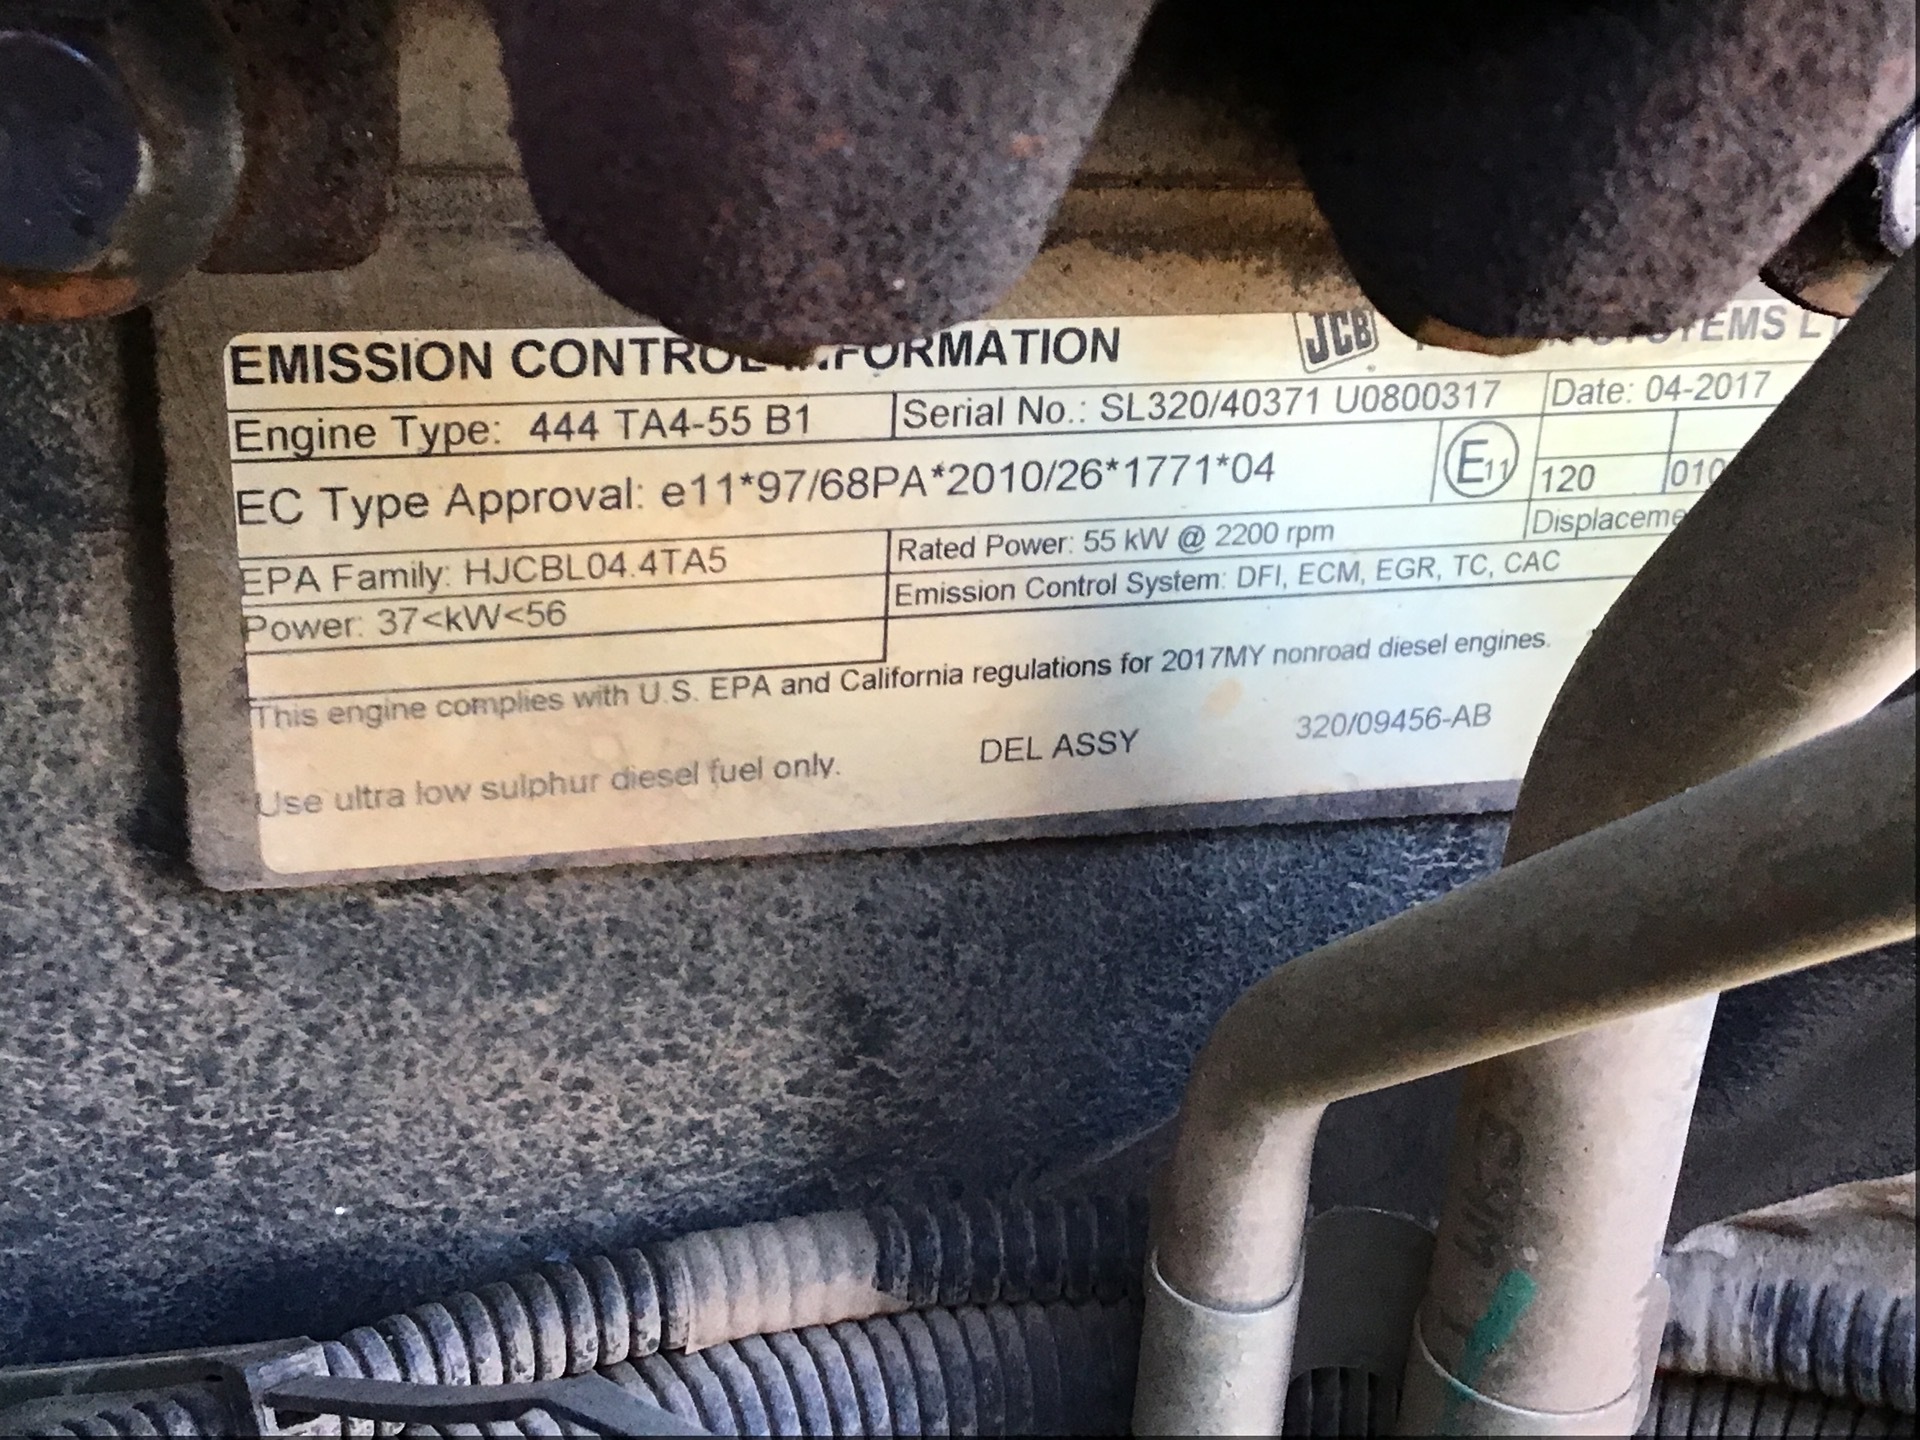 EMISSION CONTROL INFORMATION JCB SYSTEMS
Engine Type: 444 TA4-55 B1 Serial No.: SL320/40371 U0800317 Date: 04-2017
EC Type Approval: e11*97/68PA*2010/26*1771*04 E11 120
EPA Family: HJCBL04.4TA5 Rated Power: 55 kW @ 2200 rpm
Power: 37<kW<56 Emission Control System: DFI, ECM, EGR, TC, CAC
This engine complies with U.S. EPA and California regulations for 2017MY nonroad diesel engines.
Use ultra low sulphur diesel fuel only. DEL ASSY 320/09456-AB